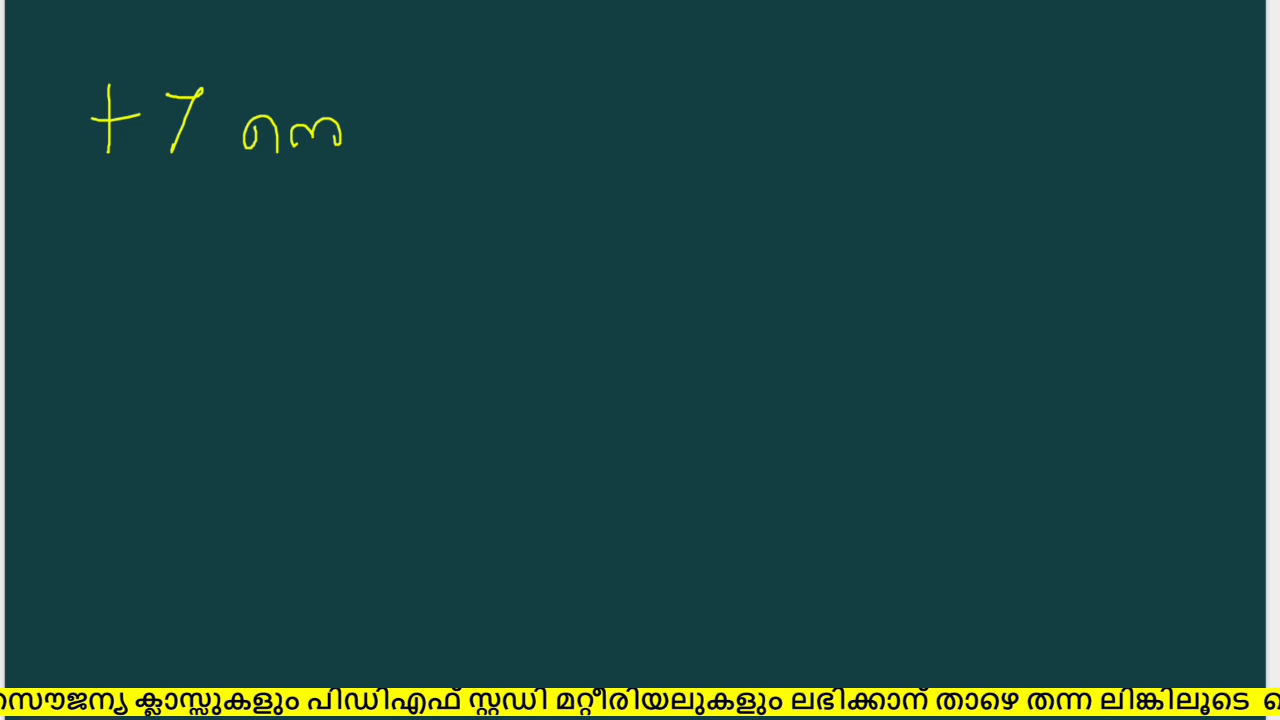 +7 നെ
സൗജന്യ ക്ലാസ്സുകളും പിഡിഎഫ് സ്റ്റഡി മറ്റീരിയലുകളും ലഭിക്കാന് താഴെ തന്ന ലിങ്കിലൂടെ